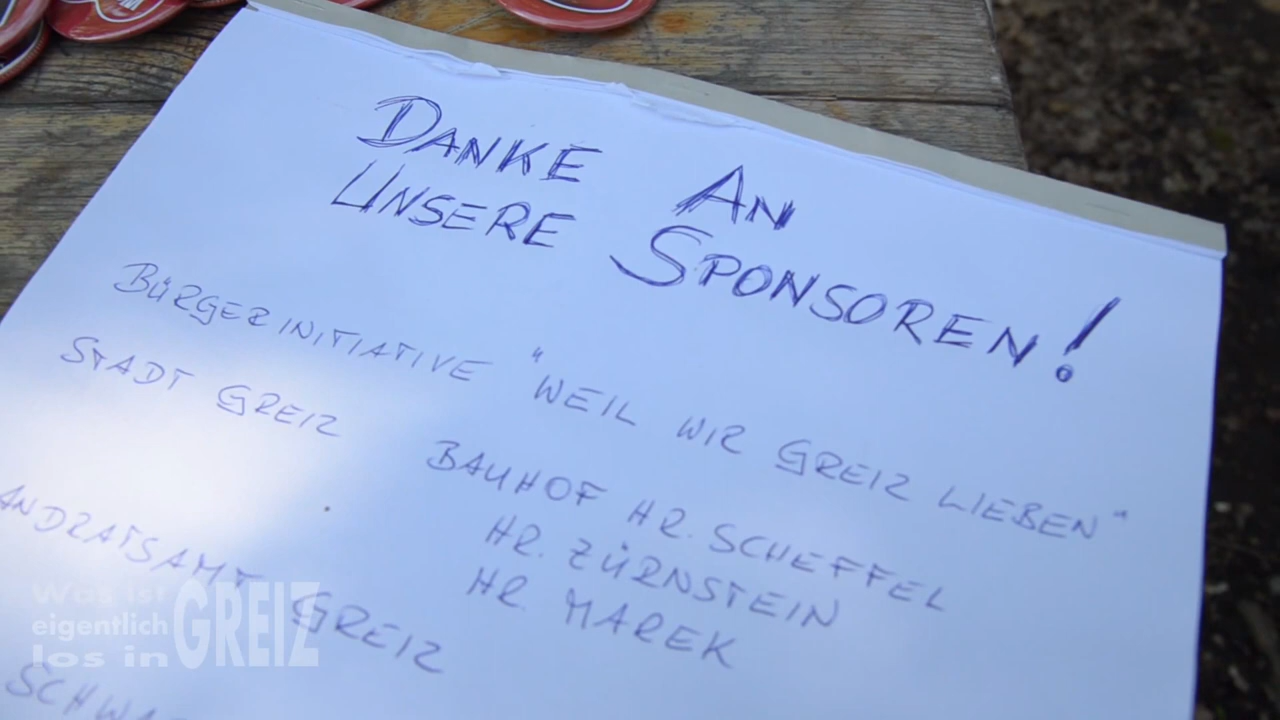 DANKE AN
UNSERE SPONSOREN!
BÜRGERINITIATIVE "WEIL WIR GREIZ LIEBEN"
STADT GREIZ
BAUHOF HR. SCHEFFEL
HR. ZÜRNSTEIN
HR. MAREK
ANDRATSAMT GREIZ
Was ist
eigentlich
los in GREIZ